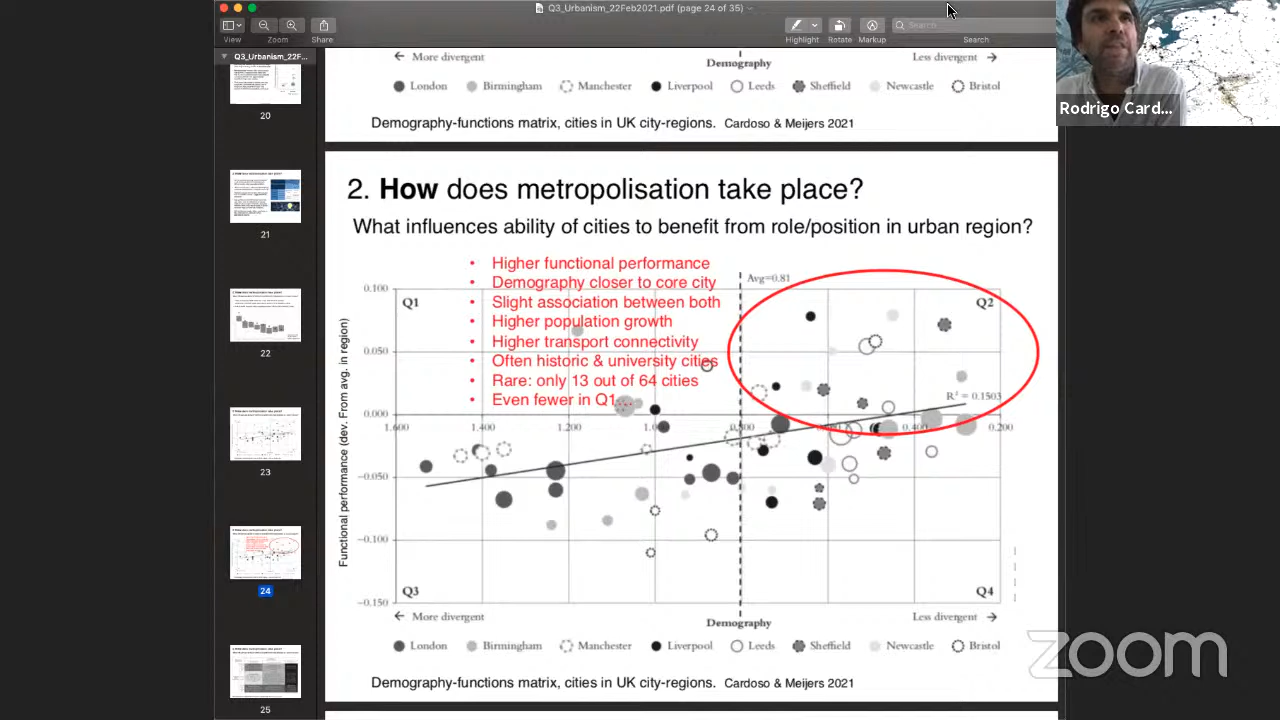 Q3_Urbanism_22Feb2021.pdf (page 24 of 35)
View
Zoom
Share
Highlight
Rotate
Markup
Search
Search
Q3_Urbanism_22F...
20
21
22
23
24
25
More divergent
Demography
Less divergent
London
Birmingham
Manchester
Liverpool
Leeds
Sheffield
Newcastle
Bristol
Demography-functions matrix, cities in UK city-regions. Cardoso & Meijers 2021
2. How does metropolisation take place?
What influences ability of cities to benefit from role/position in urban region?
• Higher functional performance
• Demography closer to core city
• Slight association between both
• Higher population growth
• Higher transport connectivity
• Often historic & university cities
• Rare: only 13 out of 64 cities
• Even fewer in Q1...
Avg=0.81
Q1
Q2
Q3
Q4
0.100
0.050
0.000
−0.050
−0.100
−0.150
1.600
1.400
1.200
0.400
0.200
R² = 0.1503
Functional performance (dev. From avg. in region)
More divergent
Demography
Less divergent
London
Birmingham
Manchester
Liverpool
Leeds
Sheffield
Newcastle
Bristol
Demography-functions matrix, cities in UK city-regions. Cardoso & Meijers 2021
Rodrigo Card...
zoom